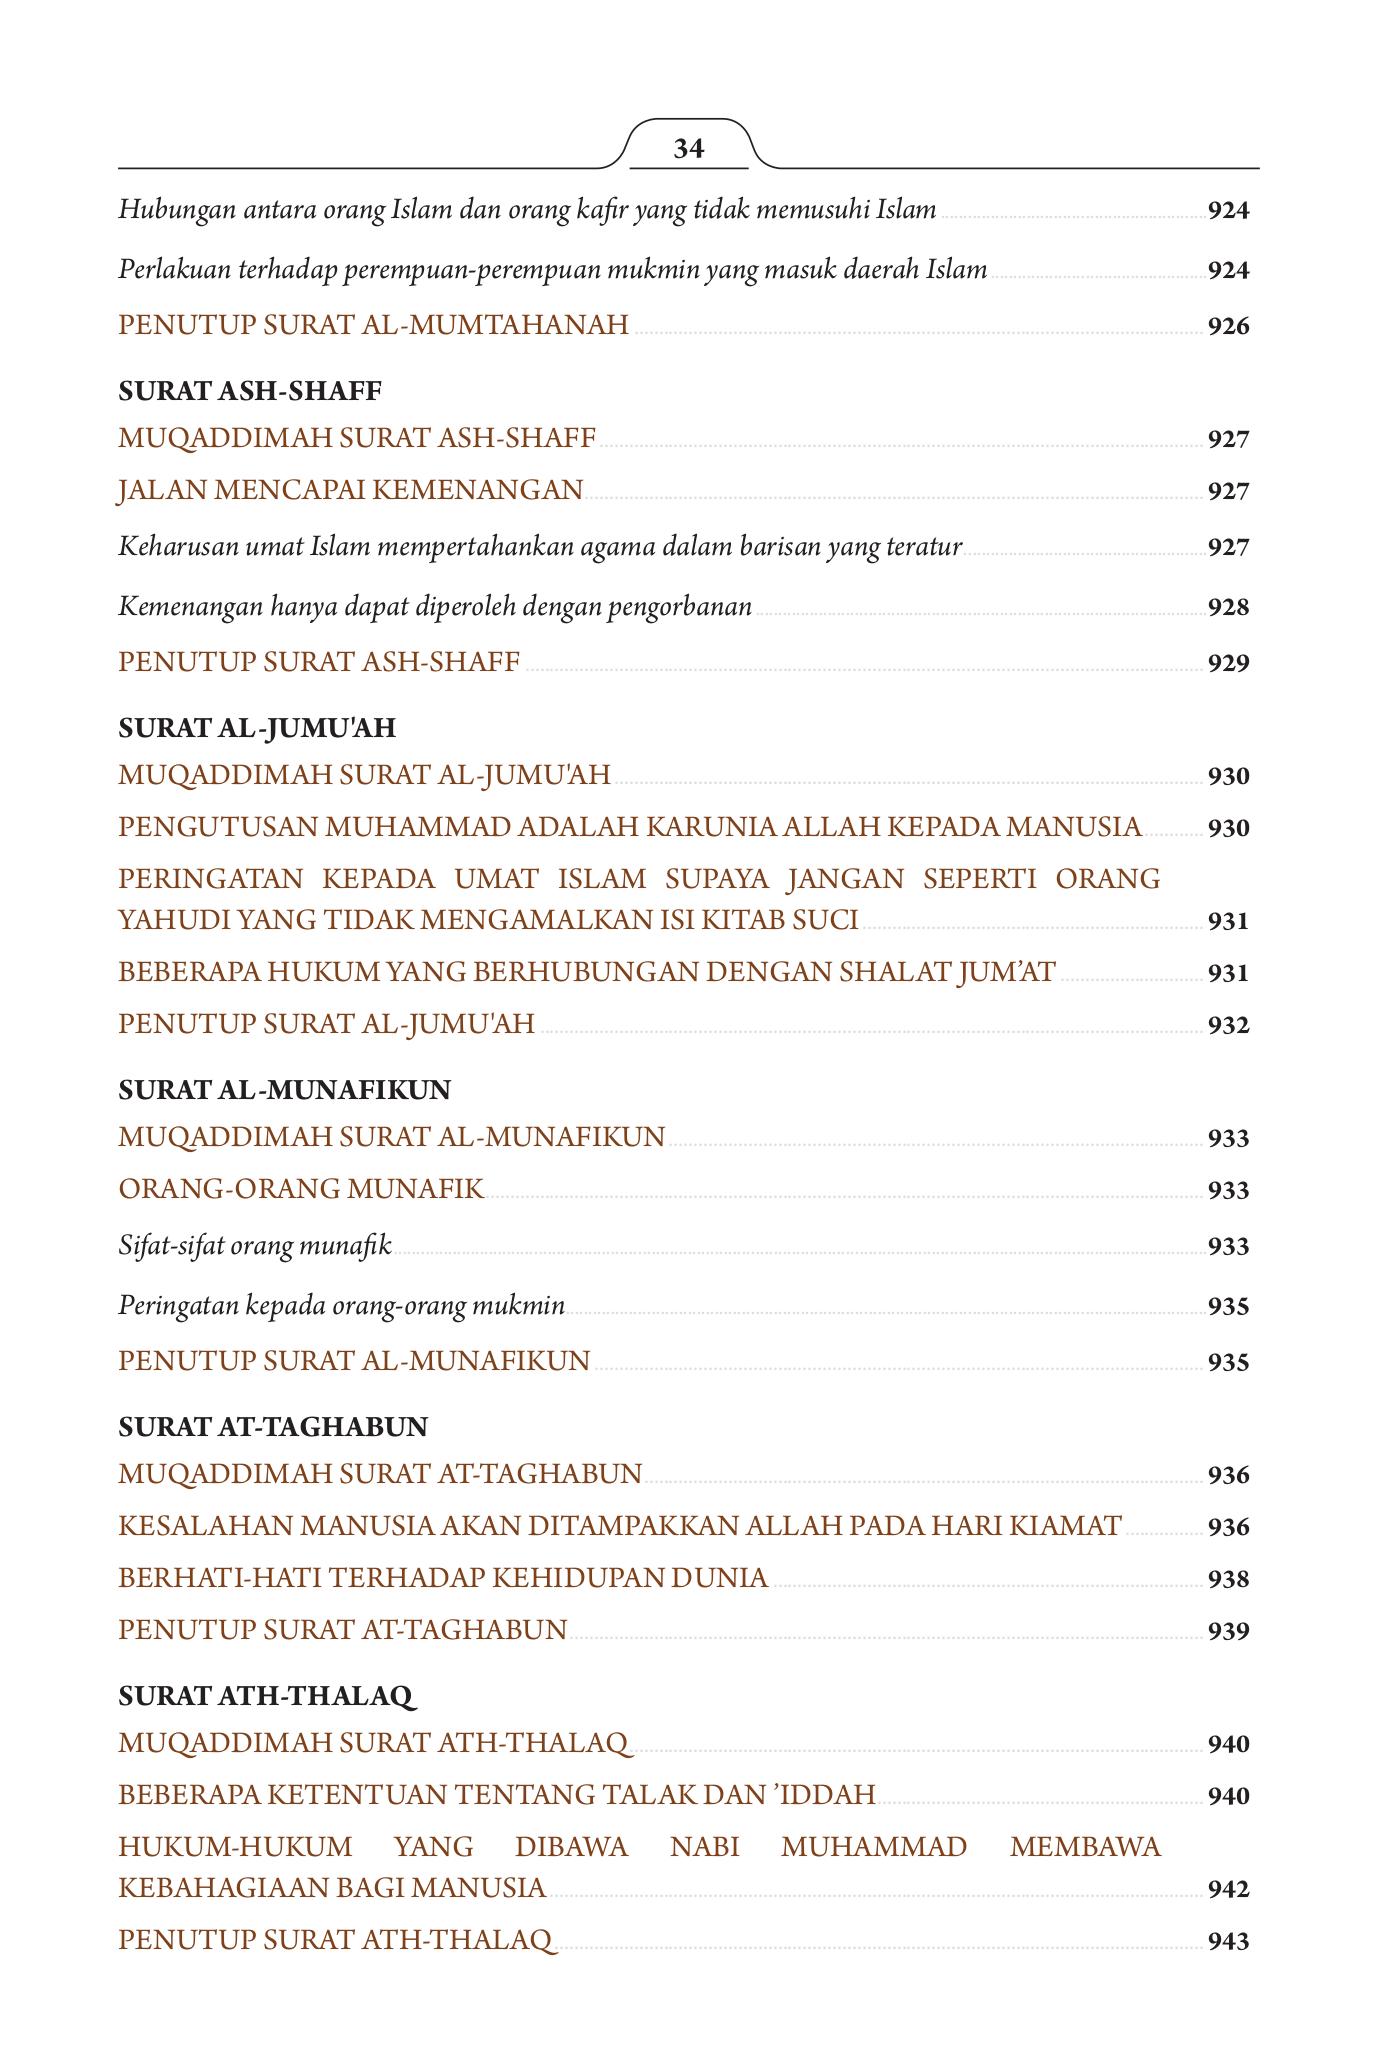 34
Hubungan antara orang Islam dan orang kafir yang tidak memusuhi Islam 924
Perlakuan terhadap perempuan-perempuan mukmin yang masuk daerah Islam 924
PENUTUP SURAT AL-MUMTAHANAH 926
SURAT ASH-SHAFF
MUQADDIMAH SURAT ASH-SHAFF 927
JALAN MENCAPAI KEMENANGAN 927
Keharusan umat Islam mempertahankan agama dalam barisan yang teratur 927
Kemenangan hanya dapat diperoleh dengan pengorbanan 928
PENUTUP SURAT ASH-SHAFF 929
SURAT AL-JUMU'AH
MUQADDIMAH SURAT AL-JUMU'AH 930
PENGUTUSAN MUHAMMAD ADALAH KARUNIA ALLAH KEPADA MANUSIA 930
PERINGATAN KEPADA UMAT ISLAM SUPAYA JANGAN SEPERTI ORANG
YAHUDI YANG TIDAK MENGAMALKAN ISI KITAB SUCI 931
BEBERAPA HUKUM YANG BERHUBUNGAN DENGAN SHALAT JUM’AT 931
PENUTUP SURAT AL-JUMU'AH 932
SURAT AL-MUNAFIKUN
MUQADDIMAH SURAT AL-MUNAFIKUN 933
ORANG-ORANG MUNAFIK 933
Sifat-sifat orang munafik 933
Peringatan kepada orang-orang mukmin 935
PENUTUP SURAT AL-MUNAFIKUN 935
SURAT AT-TAGHABUN
MUQADDIMAH SURAT AT-TAGHABUN 936
KESALAHAN MANUSIA AKAN DITAMPAKKAN ALLAH PADA HARI KIAMAT 936
BERHATI-HATI TERHADAP KEHIDUPAN DUNIA 938
PENUTUP SURAT AT-TAGHABUN 939
SURAT ATH-THALAQ
MUQADDIMAH SURAT ATH-THALAQ 940
BEBERAPA KETENTUAN TENTANG TALAK DAN ’IDDAH 940
HUKUM-HUKUM YANG DIBAWA NABI MUHAMMAD MEMBAWA
KEBAHAGIAAN BAGI MANUSIA 942
PENUTUP SURAT ATH-THALAQ 943